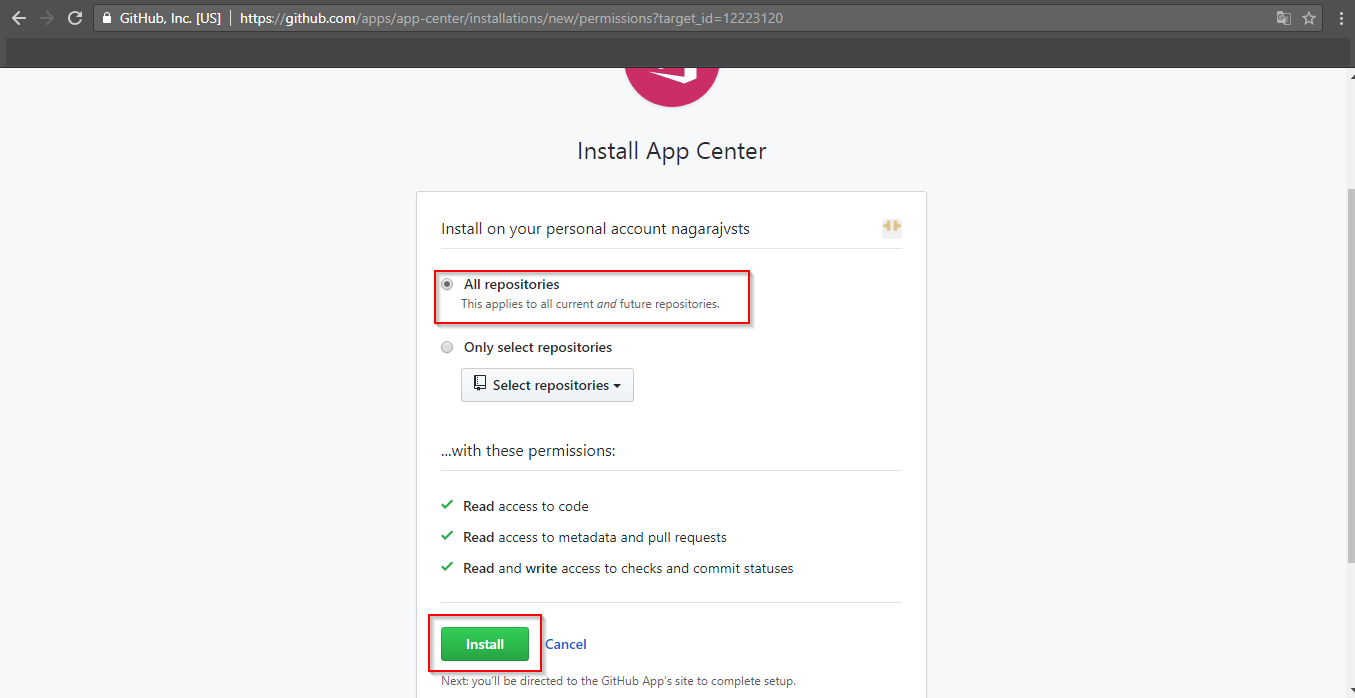 GitHub, Inc. [US] | https://github.com/apps/app-center/installations/new/permissions?target_id=12223120
Install App Center
Install on your personal account nagarajvsts
All repositories
This applies to all current and future repositories.
Only select repositories
Select repositories
...with these permissions:
Read access to code
Read access to metadata and pull requests
Read and write access to checks and commit statuses
Install Cancel
Next: you'll be directed to the GitHub App's site to complete setup.